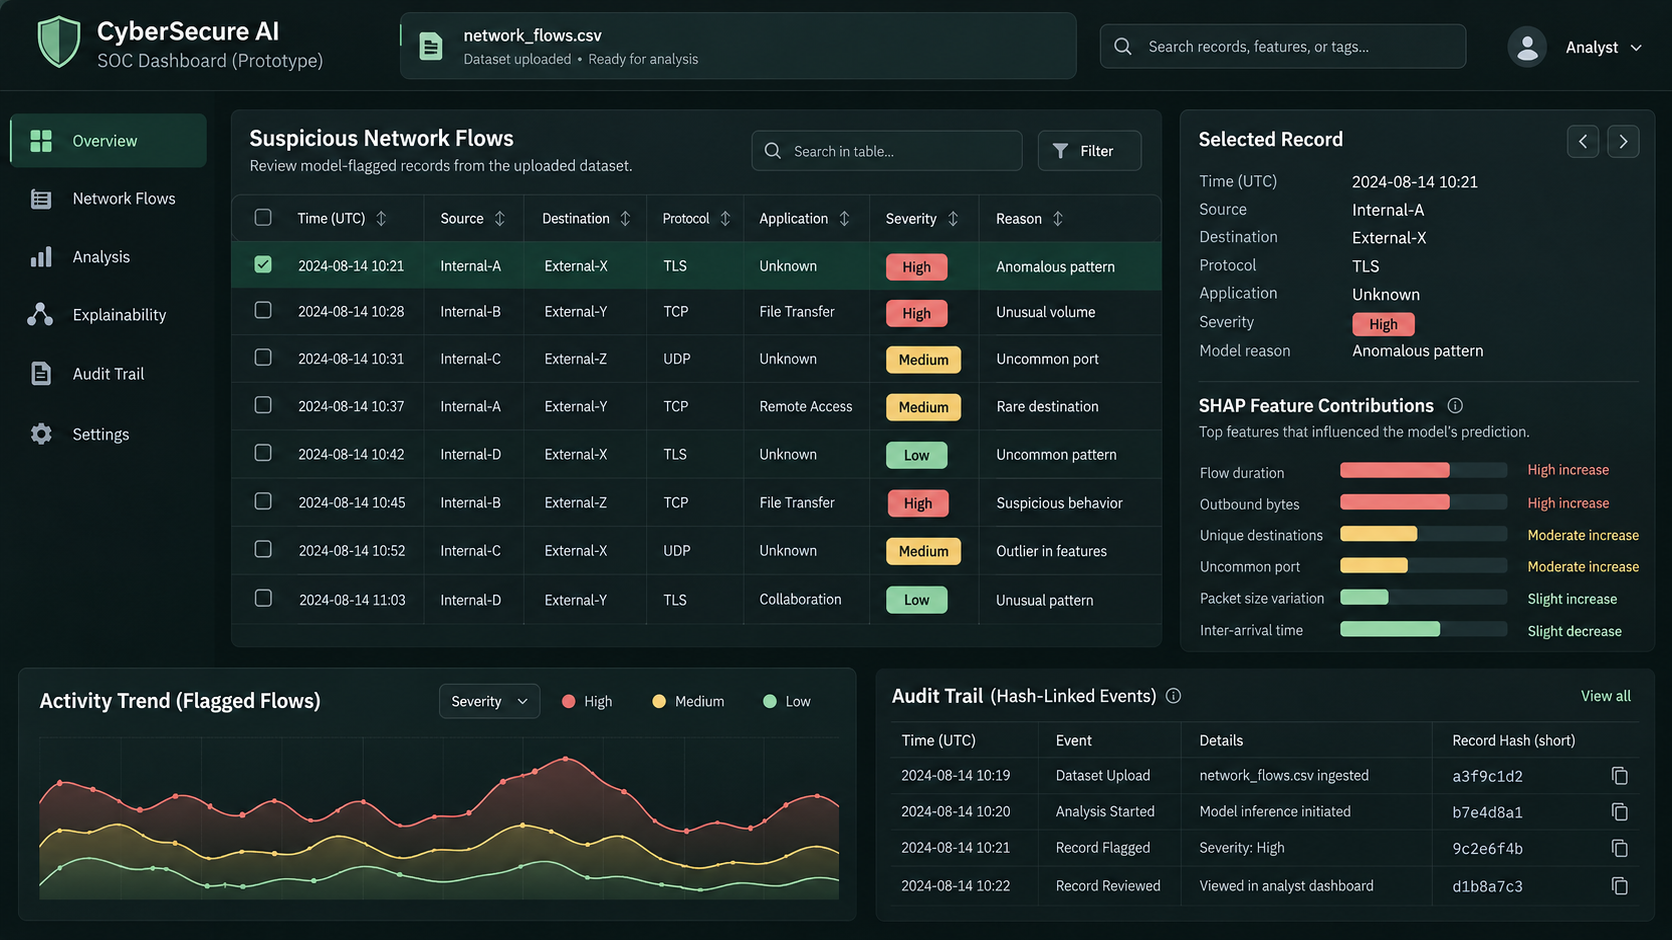 CyberSecure AI
SOC Dashboard (Prototype)
network_flows.csv
Dataset uploaded • Ready for analysis
Search records, features, or tags...
Analyst
Overview
Network Flows
Analysis
Explainability
Audit Trail
Settings
Suspicious Network Flows
Review model-flagged records from the uploaded dataset.
Search in table...
Filter
Time (UTC) Source Destination Protocol Application Severity Reason
2024-08-14 10:21 Internal-A External-X TLS Unknown High Anomalous pattern
2024-08-14 10:28 Internal-B External-Y TCP File Transfer High Unusual volume
2024-08-14 10:31 Internal-C External-Z UDP Unknown Medium Uncommon port
2024-08-14 10:37 Internal-A External-Y TCP Remote Access Medium Rare destination
2024-08-14 10:42 Internal-D External-X TLS Unknown Low Uncommon pattern
2024-08-14 10:45 Internal-B External-Z TCP File Transfer High Suspicious behavior
2024-08-14 10:52 Internal-C External-X UDP Unknown Medium Outlier in features
2024-08-14 11:03 Internal-D External-Y TLS Collaboration Low Unusual pattern
Selected Record
Time (UTC) 2024-08-14 10:21
Source Internal-A
Destination External-X
Protocol TLS
Application Unknown
Severity High
Model reason Anomalous pattern
SHAP Feature Contributions
Top features that influenced the model's prediction.
Flow duration High increase
Outbound bytes High increase
Unique destinations Moderate increase
Uncommon port Moderate increase
Packet size variation Slight increase
Inter-arrival time Slight decrease
Activity Trend (Flagged Flows)
Severity High Medium Low
Audit Trail (Hash-Linked Events)
View all
Time (UTC) Event Details Record Hash (short)
2024-08-14 10:19 Dataset Upload network_flows.csv ingested a3f9c1d2
2024-08-14 10:20 Analysis Started Model inference initiated b7e4d8a1
2024-08-14 10:21 Record Flagged Severity: High 9c2e6f4b
2024-08-14 10:22 Record Reviewed Viewed in analyst dashboard d1b8a7c3